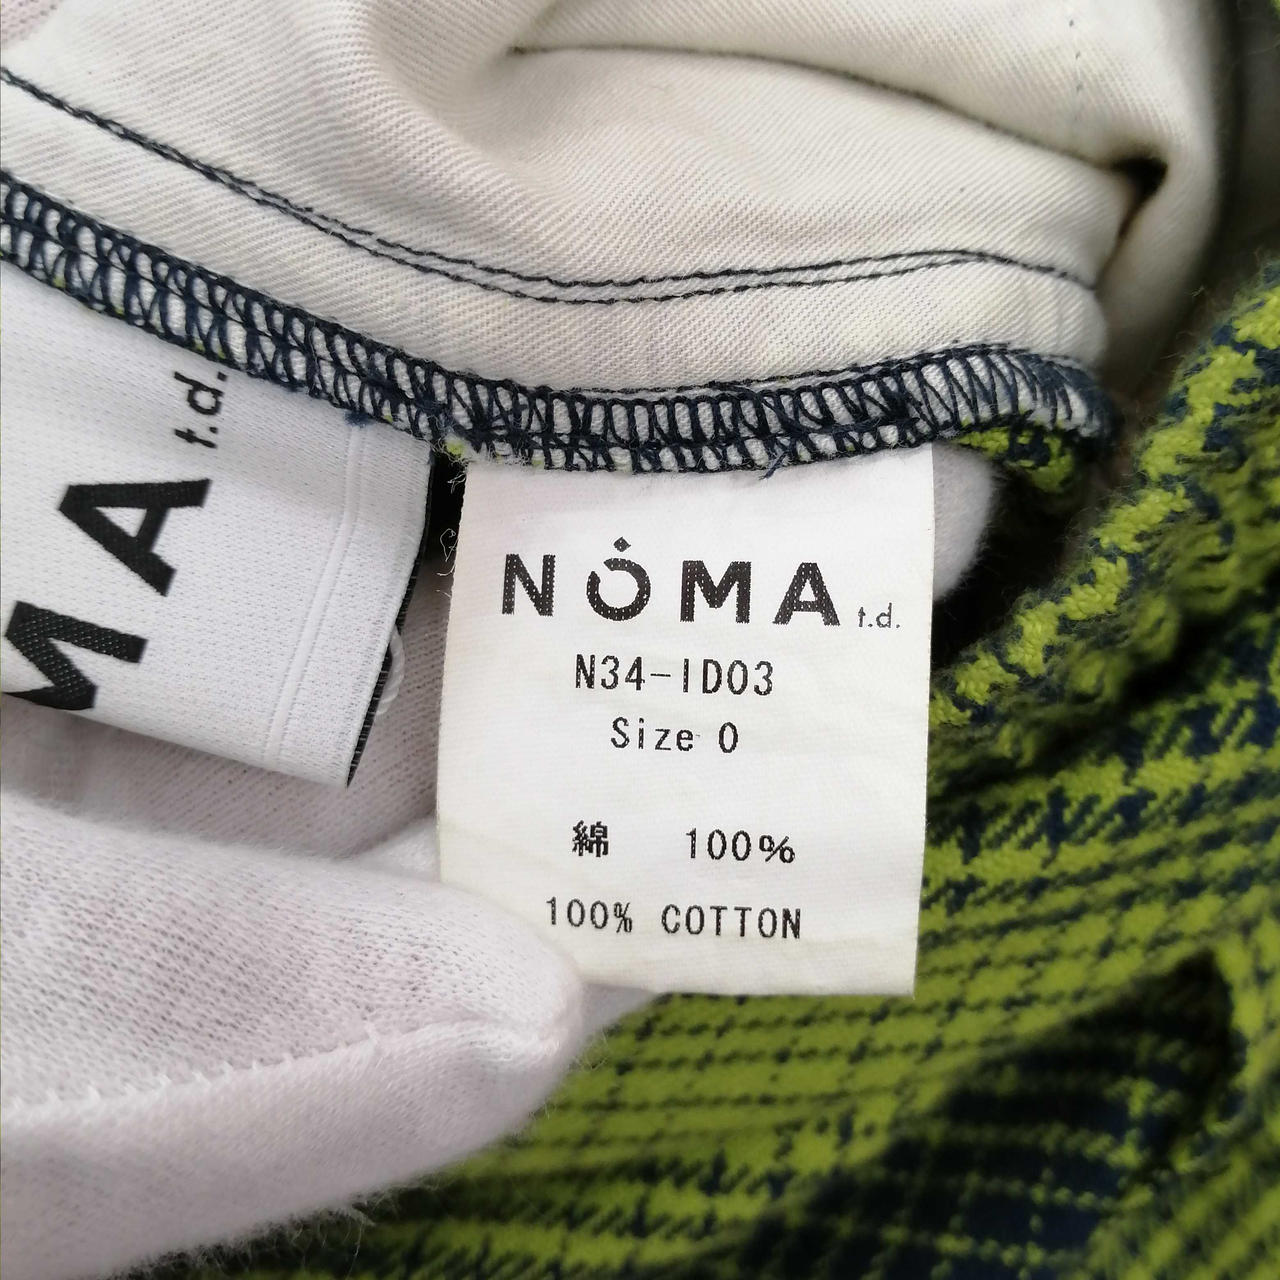 MA t.d.
NOMA t.d.
N34-ID03
Size 0
綿 100%
100% COTTON